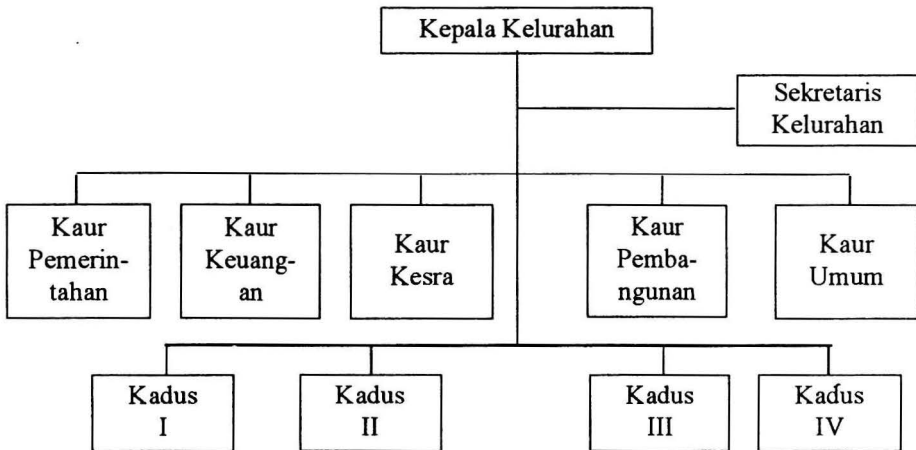 Kepala Kelurahan
Sekretaris
Kelurahan
Kaur
Pemerin-
tahan
Kaur
Keuang-
an
Kaur
Kesra
Kaur
Pemba-
ngunan
Kaur
Umum
Kadus
I
Kadus
II
Kadus
III
Kadus
IV